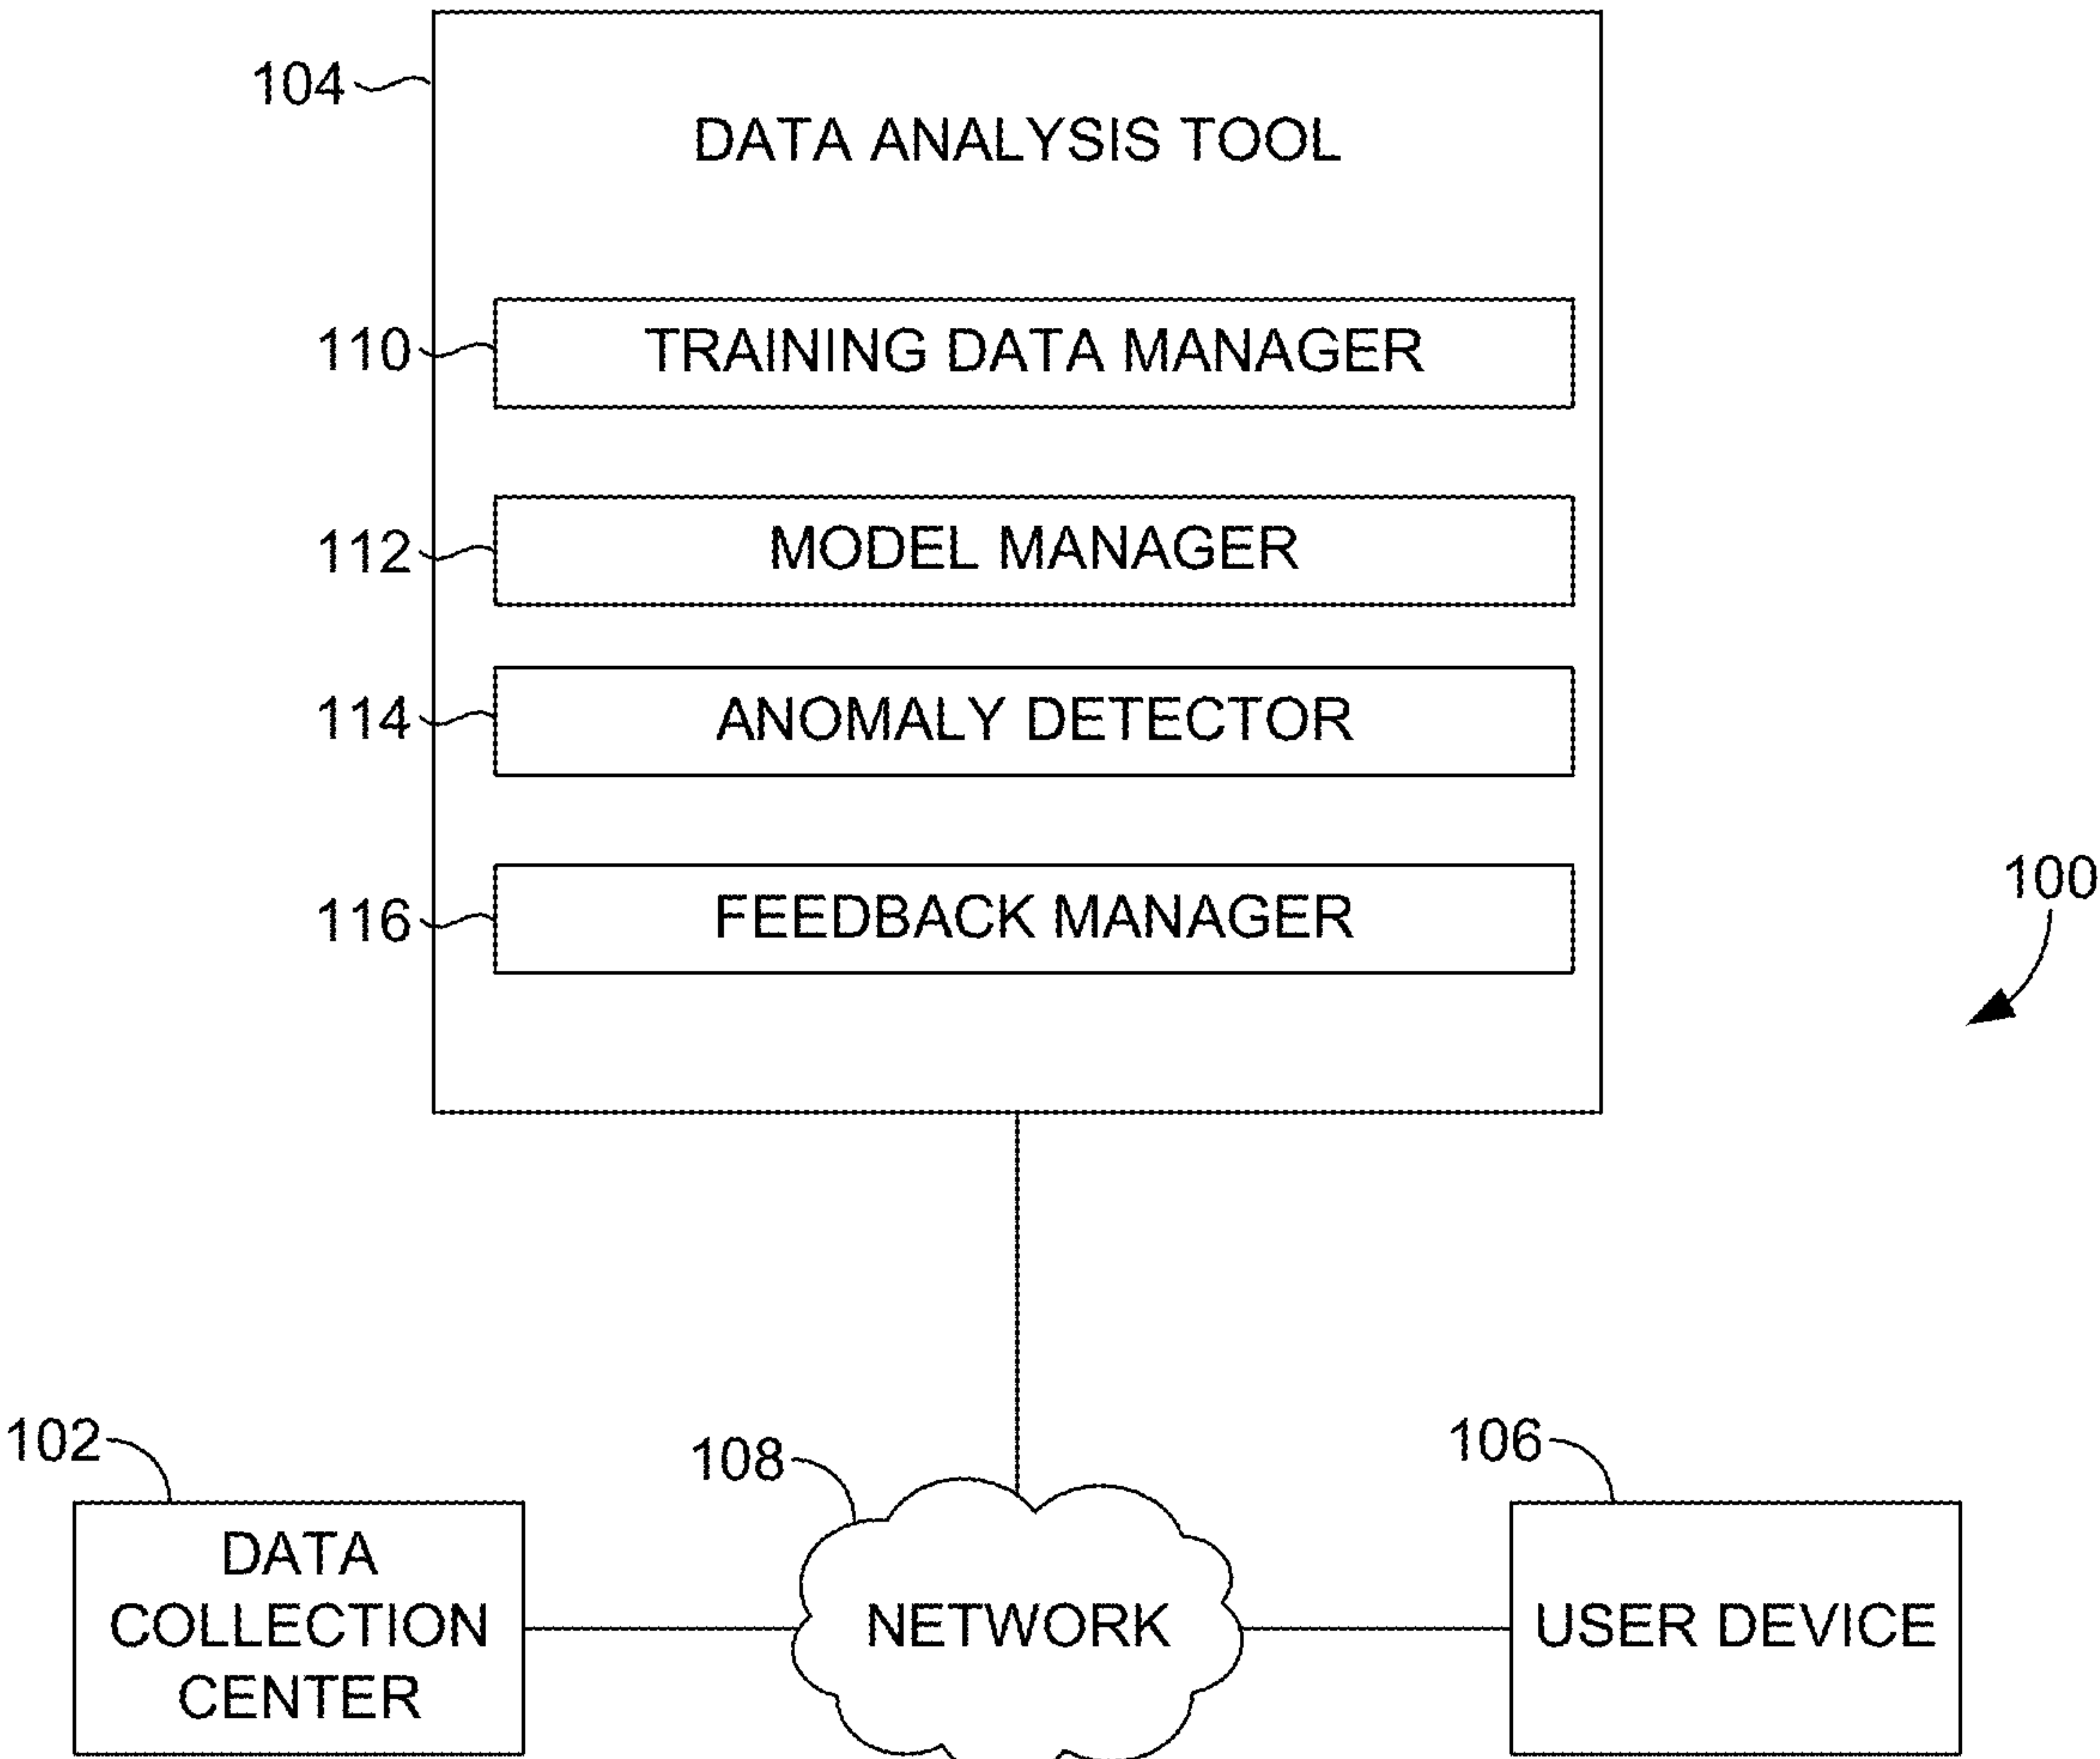 104
DATA ANALYSIS TOOL
110
TRAINING DATA MANAGER
112
MODEL MANAGER
114
ANOMALY DETECTOR
116
FEEDBACK MANAGER
100
102
108
106
DATA
COLLECTION
CENTER
NETWORK
USER DEVICE